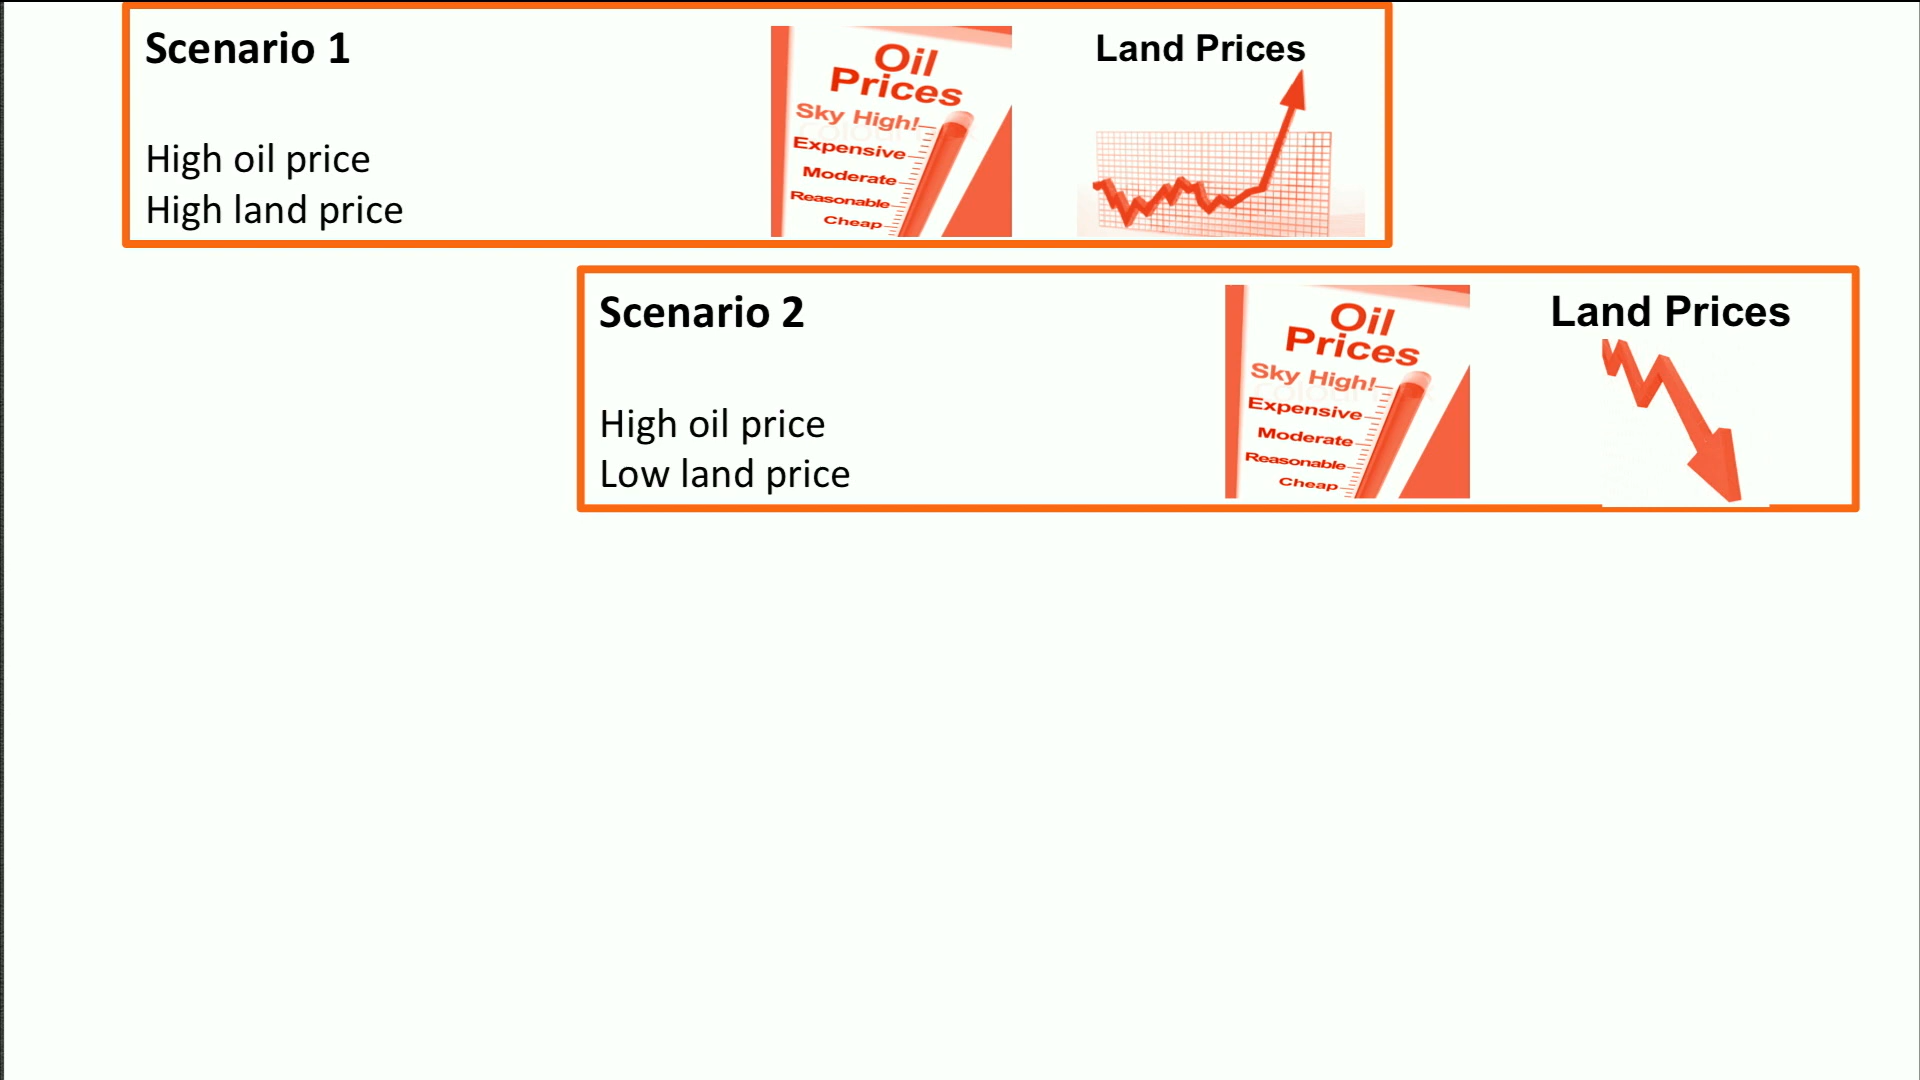 Scenario 1
High oil price
High land price
Oil
Prices
Sky High!
Expensive
Moderate
Reasonable
Cheap
Land Prices
Scenario 2
High oil price
Low land price
Oil
Prices
Sky High!
Expensive
Moderate
Reasonable
Cheap
Land Prices